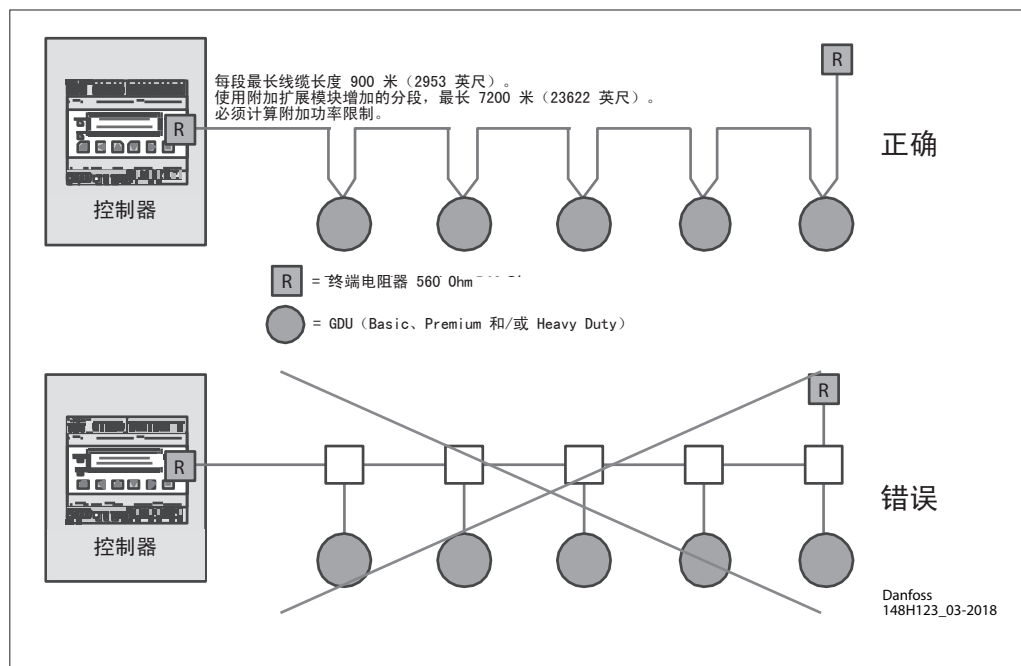 每段最长线缆长度 900 米（2953 英尺）。
使用附加扩展模块增加的分段，最长 7200 米（23622 英尺）。
必须计算附加功率限制。
R
R
正确
控制器
R = 终端电阻器 560 Ohm
= GDU（Basic、Premium 和/或 Heavy Duty）
R
R
错误
控制器
Danfoss
148H123_03-2018